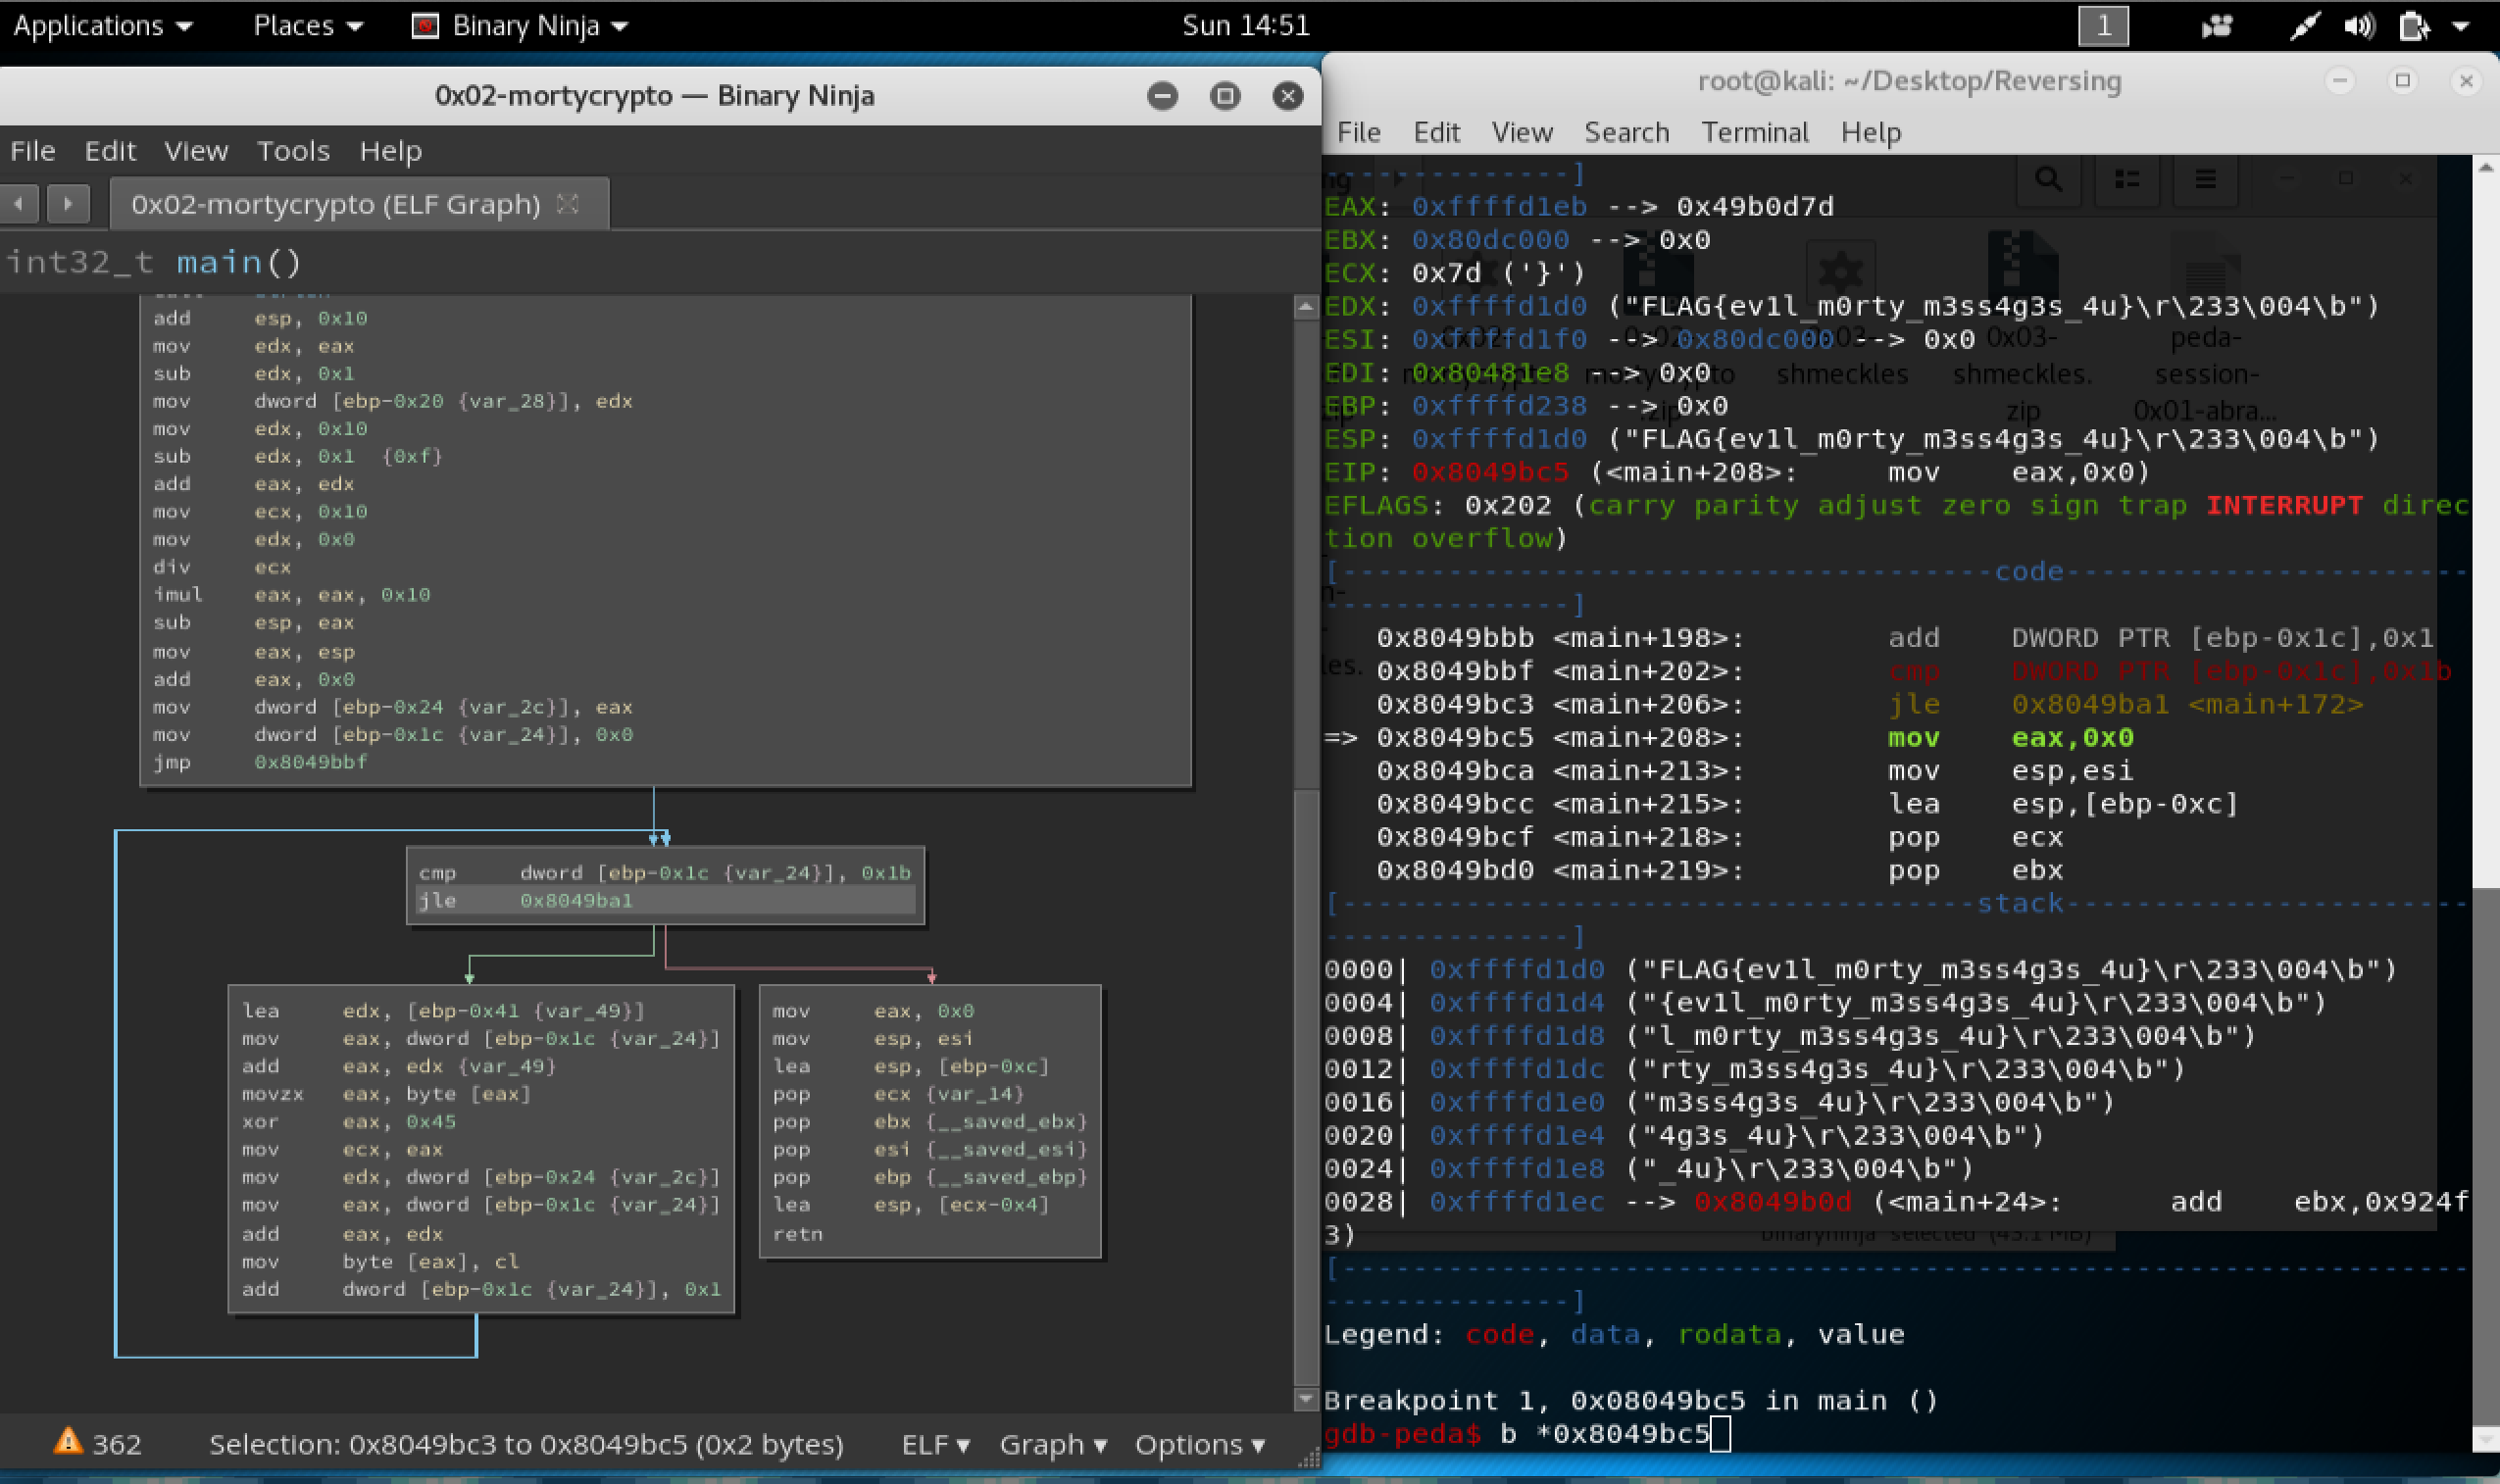 Applications Places Binary Ninja Sun 14:51 1
0x02-mortycrypto — Binary Ninja
File Edit View Tools Help
0x02-mortycrypto (ELF Graph)
int32_t main()
add esp, 0x10
mov edx, eax
sub edx, 0x1
mov dword [ebp-0x20 {var_28}], edx
mov edx, 0x10
sub edx, 0x1 {0xf}
add eax, edx
mov ecx, 0x10
mov edx, 0x0
div ecx
imul eax, eax, 0x10
sub esp, eax
mov eax, esp
add eax, 0x0
mov dword [ebp-0x24 {var_2c}], eax
mov dword [ebp-0x1c {var_24}], 0x0
jmp 0x8049bbf
cmp dword [ebp-0x1c {var_24}], 0x1b
jle 0x8049ba1
lea edx, [ebp-0x41 {var_49}]
mov eax, dword [ebp-0x1c {var_24}]
add eax, edx {var_49}
movzx eax, byte [eax]
xor eax, 0x45
mov ecx, eax
mov edx, dword [ebp-0x24 {var_2c}]
mov eax, dword [ebp-0x1c {var_24}]
add eax, edx
mov byte [eax], cl
add dword [ebp-0x1c {var_24}], 0x1
mov eax, 0x0
mov esp, esi
lea esp, [ebp-0xc]
pop ecx {var_14}
pop ebx {__saved_ebx}
pop esi {__saved_esi}
pop ebp {__saved_ebp}
lea esp, [ecx-0x4]
retn
362 Selection: 0x8049bc3 to 0x8049bc5 (0x2 bytes) ELF Graph Options
root@kali: ~/Desktop/Reversing
File Edit View Search Terminal Help
--------------]
EAX: 0xffffd1eb --> 0x49b0d7d
EBX: 0x80dc000 --> 0x0
ECX: 0x7d ('}')
EDX: 0xffffd1d0 ("FLAG{ev1l_m0rty_m3ss4g3s_4u}\r\233\004\b")
ESI: 0xffffd1f0 --> 0x80dc000 --> 0x0
EDI: 0x80481e8 --> 0x0
EBP: 0xffffd238 --> 0x0
ESP: 0xffffd1d0 ("FLAG{ev1l_m0rty_m3ss4g3s_4u}\r\233\004\b")
EIP: 0x8049bc5 (<main+208>: mov eax,0x0)
EFLAGS: 0x202 (carry parity adjust zero sign trap INTERRUPT direc
tion overflow)
[-------------------------------------code-----------------------
--------------]
0x8049bbb <main+198>: add DWORD PTR [ebp-0x1c],0x1
0x8049bbf <main+202>: cmp DWORD PTR [ebp-0x1c],0x1b
0x8049bc3 <main+206>: jle 0x8049ba1 <main+172>
=> 0x8049bc5 <main+208>: mov eax,0x0
0x8049bca <main+213>: mov esp,esi
0x8049bcc <main+215>: lea esp,[ebp-0xc]
0x8049bcf <main+218>: pop ecx
0x8049bd0 <main+219>: pop ebx
[------------------------------------stack-----------------------
--------------]
0000| 0xffffd1d0 ("FLAG{ev1l_m0rty_m3ss4g3s_4u}\r\233\004\b")
0004| 0xffffd1d4 ("{ev1l_m0rty_m3ss4g3s_4u}\r\233\004\b")
0008| 0xffffd1d8 ("l_m0rty_m3ss4g3s_4u}\r\233\004\b")
0012| 0xffffd1dc ("rty_m3ss4g3s_4u}\r\233\004\b")
0016| 0xffffd1e0 ("m3ss4g3s_4u}\r\233\004\b")
0020| 0xffffd1e4 ("4g3s_4u}\r\233\004\b")
0024| 0xffffd1e8 ("_4u}\r\233\004\b")
0028| 0xffffd1ec --> 0x8049b0d (<main+24>: add ebx,0x924f
3)
[----------------------------------------------------------------
--------------]
Legend: code, data, rodata, value
Breakpoint 1, 0x08049bc5 in main ()
gdb-peda$ b *0x8049bc5
shmeckles
0x03-
shmeckles.
zip
peda-
session-
0x01-abra...